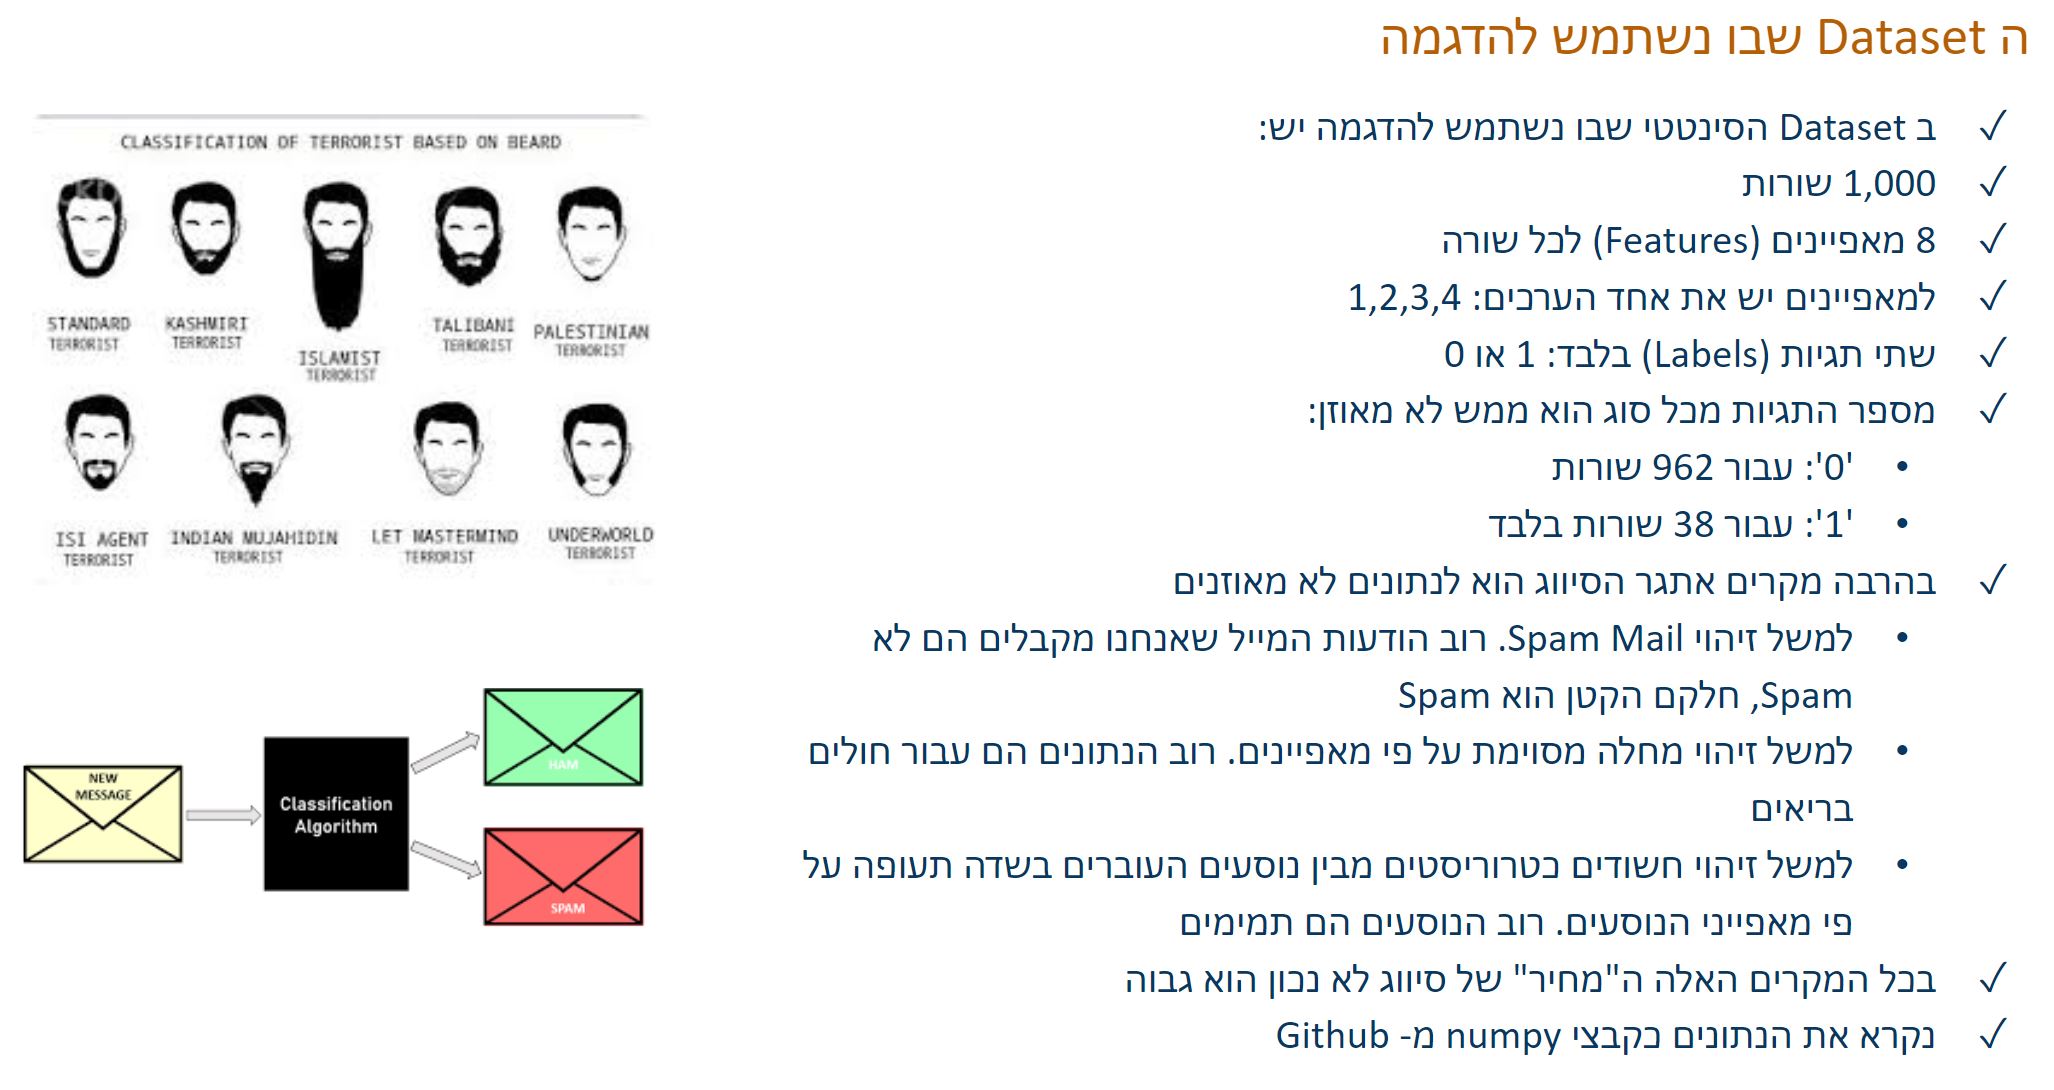 ה Dataset שבו נשתמש להדגמה
✓ ב Dataset הסינטטי שבו נשתמש להדגמה יש:
✓ 1,000 שורות
✓ 8 מאפיינים (Features) לכל שורה
✓ למאפיינים יש את אחד הערכים: 1,2,3,4
✓ שתי תגיות (Labels) בלבד: 1 או 0
✓ מספר התגיות מכל סוג הוא ממש לא מאוזן:
• '0': עבור 962 שורות
• '1': עבור 38 שורות בלבד
✓ בהרבה מקרים אתגר הסיווג הוא לנתונים לא מאוזנים
• למשל זיהוי Spam Mail. רוב הודעות המייל שאנחנו מקבלים הם לא
Spam, חלקם הקטן הוא Spam
• למשל זיהוי מחלה מסוימת על פי מאפיינים. רוב הנתונים הם עבור חולים
בריאים
• למשל זיהוי חשודים כטרוריסטים מבין נוסעים העוברים בשדה תעופה על
פי מאפייני הנוסעים. רוב הנוסעים הם תמימים
✓ בכל המקרים האלה ה"מחיר" של סיווג לא נכון הוא גבוה
✓ נקרא את הנתונים כקבצי numpy מ- Github
CLASSIFICATION OF TERRORIST BASED ON BEARD
STANDARD
TERRORIST
KASHMIRI
TERRORIST
ISLAMIST
TERRORIST
TALIBANI
TERRORIST
PALESTINIAN
TERRORIST
ISI AGENT
TERRORIST
INDIAN MUJAHIDIN
TERRORIST
LET MASTERMIND
TERRORIST
UNDERWORLD
TERRORIST
NEW
MESSAGE
Classification
Algorithm
HAM
SPAM